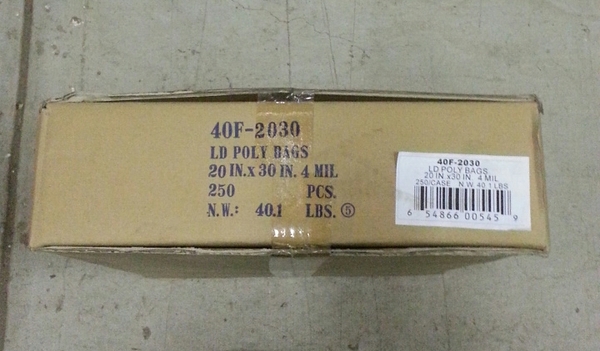 40F-2030
LD POLY BAGS
20 IN. x 30 IN. 4 MIL
250 PCS.
N.W.: 40.1 LBS. ⑤
40F-2030
LD POLY BAGS
20 IN. x30 IN 4 MIL
250/CASE N.W. 40.1 LBS
6 54866 00545 9